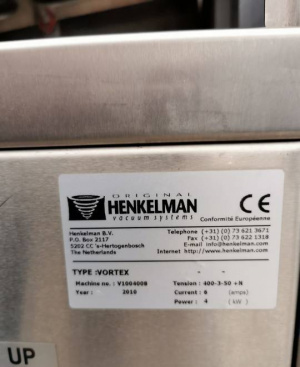 ORIGINAL
HENKELMAN
vacuum systems
CE
Conformité Européenne
Henkelman B.V.
P.O. Box 2117
5202 CC 's-Hertogenbosch
The Netherlands
Telephone (+31) (0) 73 621 3671
Fax (+31) (0) 73 622 1318
E-mail info@henkelman.com
Internet http://www.henkelman.com
TYPE :VORTEX - -
Machine no. : V1004008 Tension : 400-3-50 +N
Year : 2010 Current : 6 (amps)
Power : 4 (kW)
UP